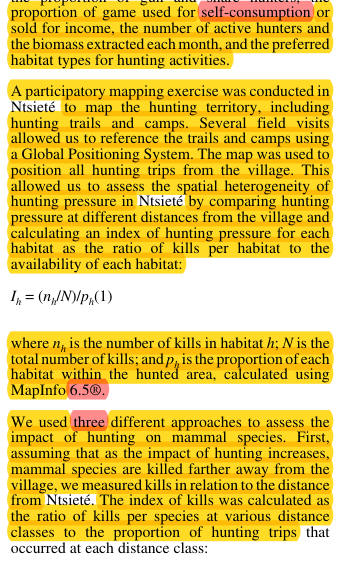 proportion of game used for self-consumption or
sold for income, the number of active hunters and
the biomass extracted each month, and the preferred
habitat types for hunting activities.
A participatory mapping exercise was conducted in
Ntsieté to map the hunting territory, including
hunting trails and camps. Several field visits
allowed us to reference the trails and camps using
a Global Positioning System. The map was used to
position all hunting trips from the village. This
allowed us to assess the spatial heterogeneity of
hunting pressure in Ntsieté by comparing hunting
pressure at different distances from the village and
calculating an index of hunting pressure for each
habitat as the ratio of kills per habitat to the
availability of each habitat:
Ih = (nh/N)/ph(1)
where nh is the number of kills in habitat h; N is the
total number of kills; and ph is the proportion of each
habitat within the hunted area, calculated using
MapInfo 6.5®.
We used three different approaches to assess the
impact of hunting on mammal species. First,
assuming that as the impact of hunting increases,
mammal species are killed farther away from the
village, we measured kills in relation to the distance
from Ntsieté. The index of kills was calculated as
the ratio of kills per species at various distance
classes to the proportion of hunting trips that
occurred at each distance class: